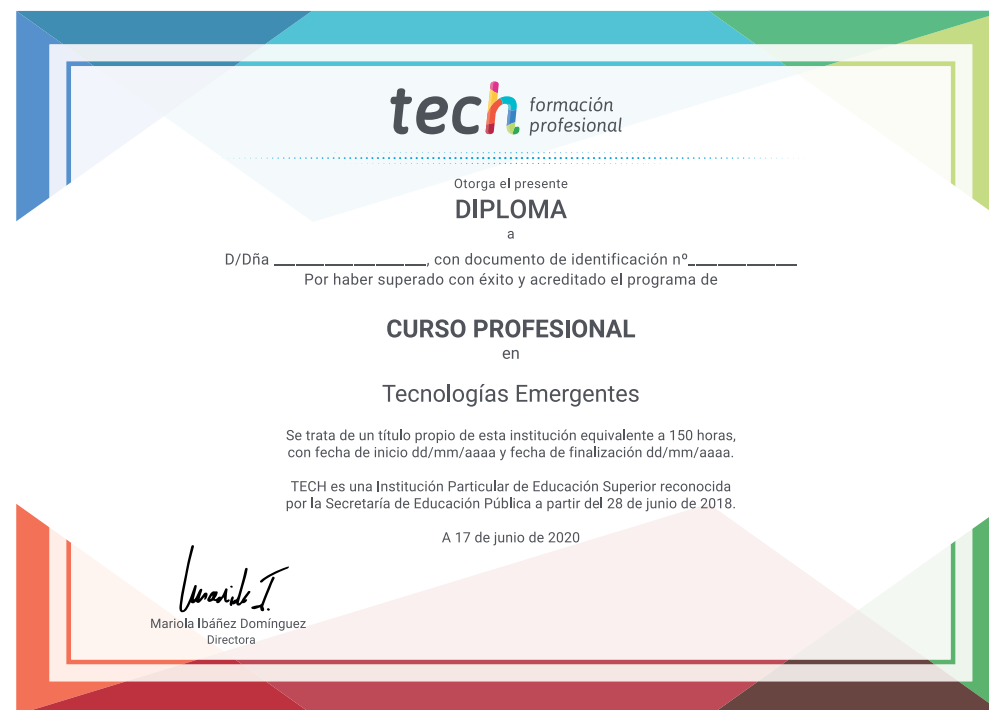 tech formación
profesional
Otorga el presente
DIPLOMA
a
D/Dña ______________, con documento de identificación nº__________
Por haber superado con éxito y acreditado el programa de
CURSO PROFESIONAL
en
Tecnologías Emergentes
Se trata de un título propio de esta institución equivalente a 150 horas,
con fecha de inicio dd/mm/aaaa y fecha de finalización dd/mm/aaaa.
TECH es una Institución Particular de Educación Superior reconocida
por la Secretaría de Educación Pública a partir del 28 de junio de 2018.
A 17 de junio de 2020
Mariola Ibáñez Domínguez
Directora